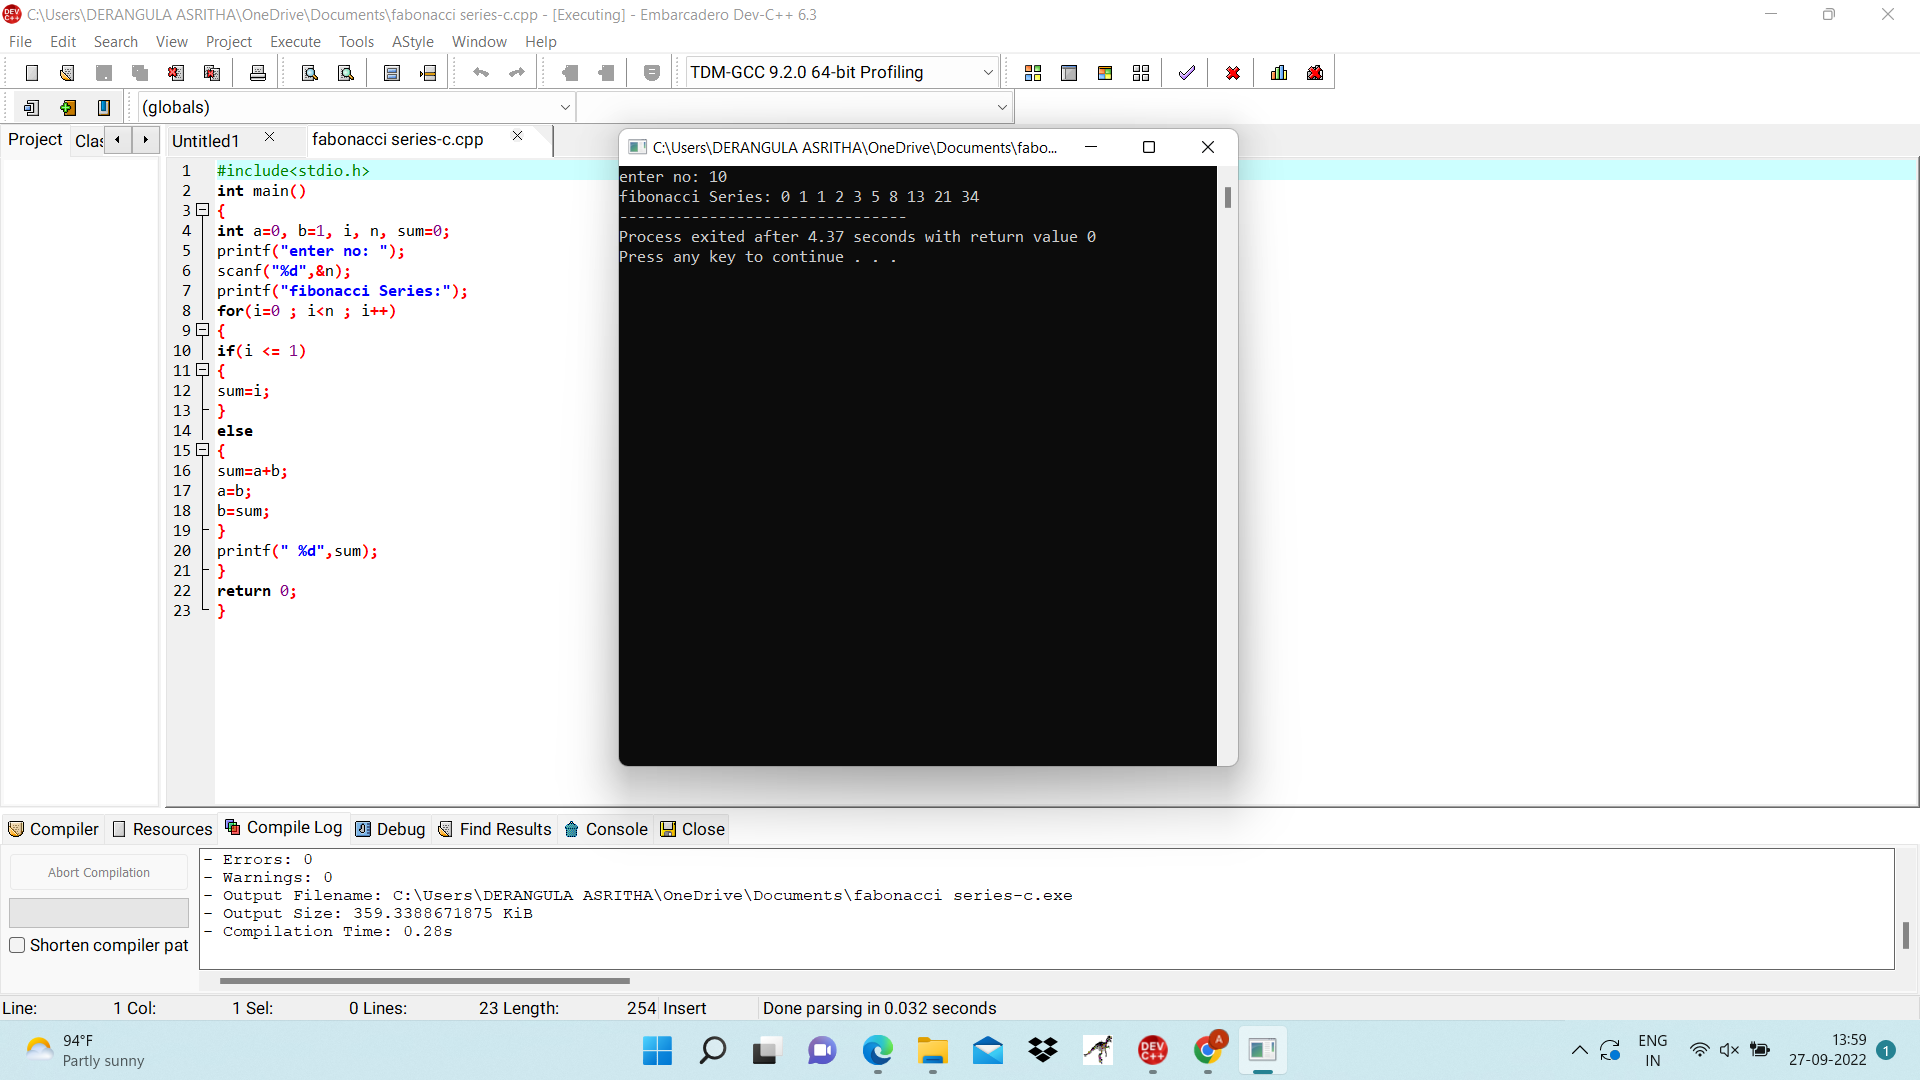 C:\Users\DERANGULA ASRITHA\OneDrive\Documents\fabonacci series-c.cpp - [Executing] - Embarcadero Dev-C++ 6.3
File Edit Search View Project Execute Tools AStyle Window Help
TDM-GCC 9.2.0 64-bit Profiling
(globals)
Project Clas Untitled1 fabonacci series-c.cpp
1 #include<stdio.h>
2 int main()
3 {
4 int a=0, b=1, i, n, sum=0;
5 printf("enter no: ");
6 scanf("%d",&n);
7 printf("fibonacci Series:");
8 for(i=0 ; i<n ; i++)
9 {
10 if(i <= 1)
11 {
12 sum=i;
13 }
14 else
15 {
16 sum=a+b;
17 a=b;
18 b=sum;
19 }
20 printf(" %d",sum);
21 }
22 return 0;
23 }
C:\Users\DERANGULA ASRITHA\OneDrive\Documents\fabo...
enter no: 10
fibonacci Series: 0 1 1 2 3 5 8 13 21 34
--------------------------------
Process exited after 4.37 seconds with return value 0
Press any key to continue . . .
Compiler Resources Compile Log Debug Find Results Console Close
Abort Compilation
Shorten compiler pat
- Errors: 0
- Warnings: 0
- Output Filename: C:\Users\DERANGULA ASRITHA\OneDrive\Documents\fabonacci series-c.exe
- Output Size: 359.3388671875 KiB
- Compilation Time: 0.28s
Line: 1 Col: 1 Sel: 0 Lines: 23 Length: 254 Insert Done parsing in 0.032 seconds
94°F
Partly sunny
DEV C++
A
ENG
IN
13:59
27-09-2022
1